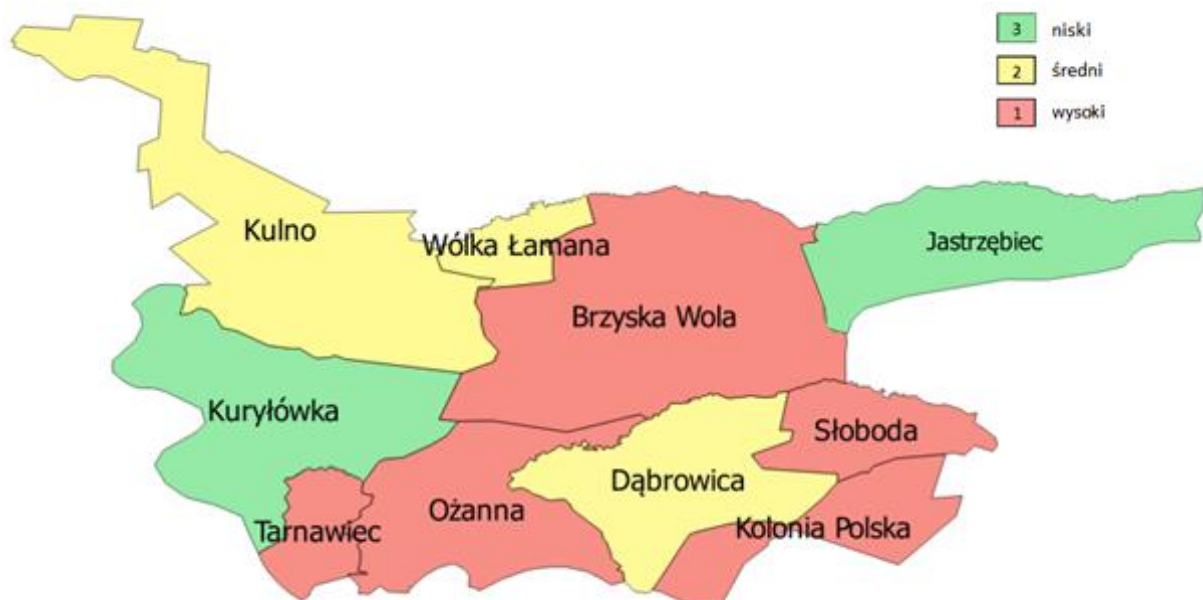 3 niski
2 średni
1 wysoki
Kulno
Wólka Łamana
Jastrzębiec
Brzyska Wola
Kuryłówka
Słoboda
Dąbrowica
Ożanna
Tarnawiec
Kolonia Polska